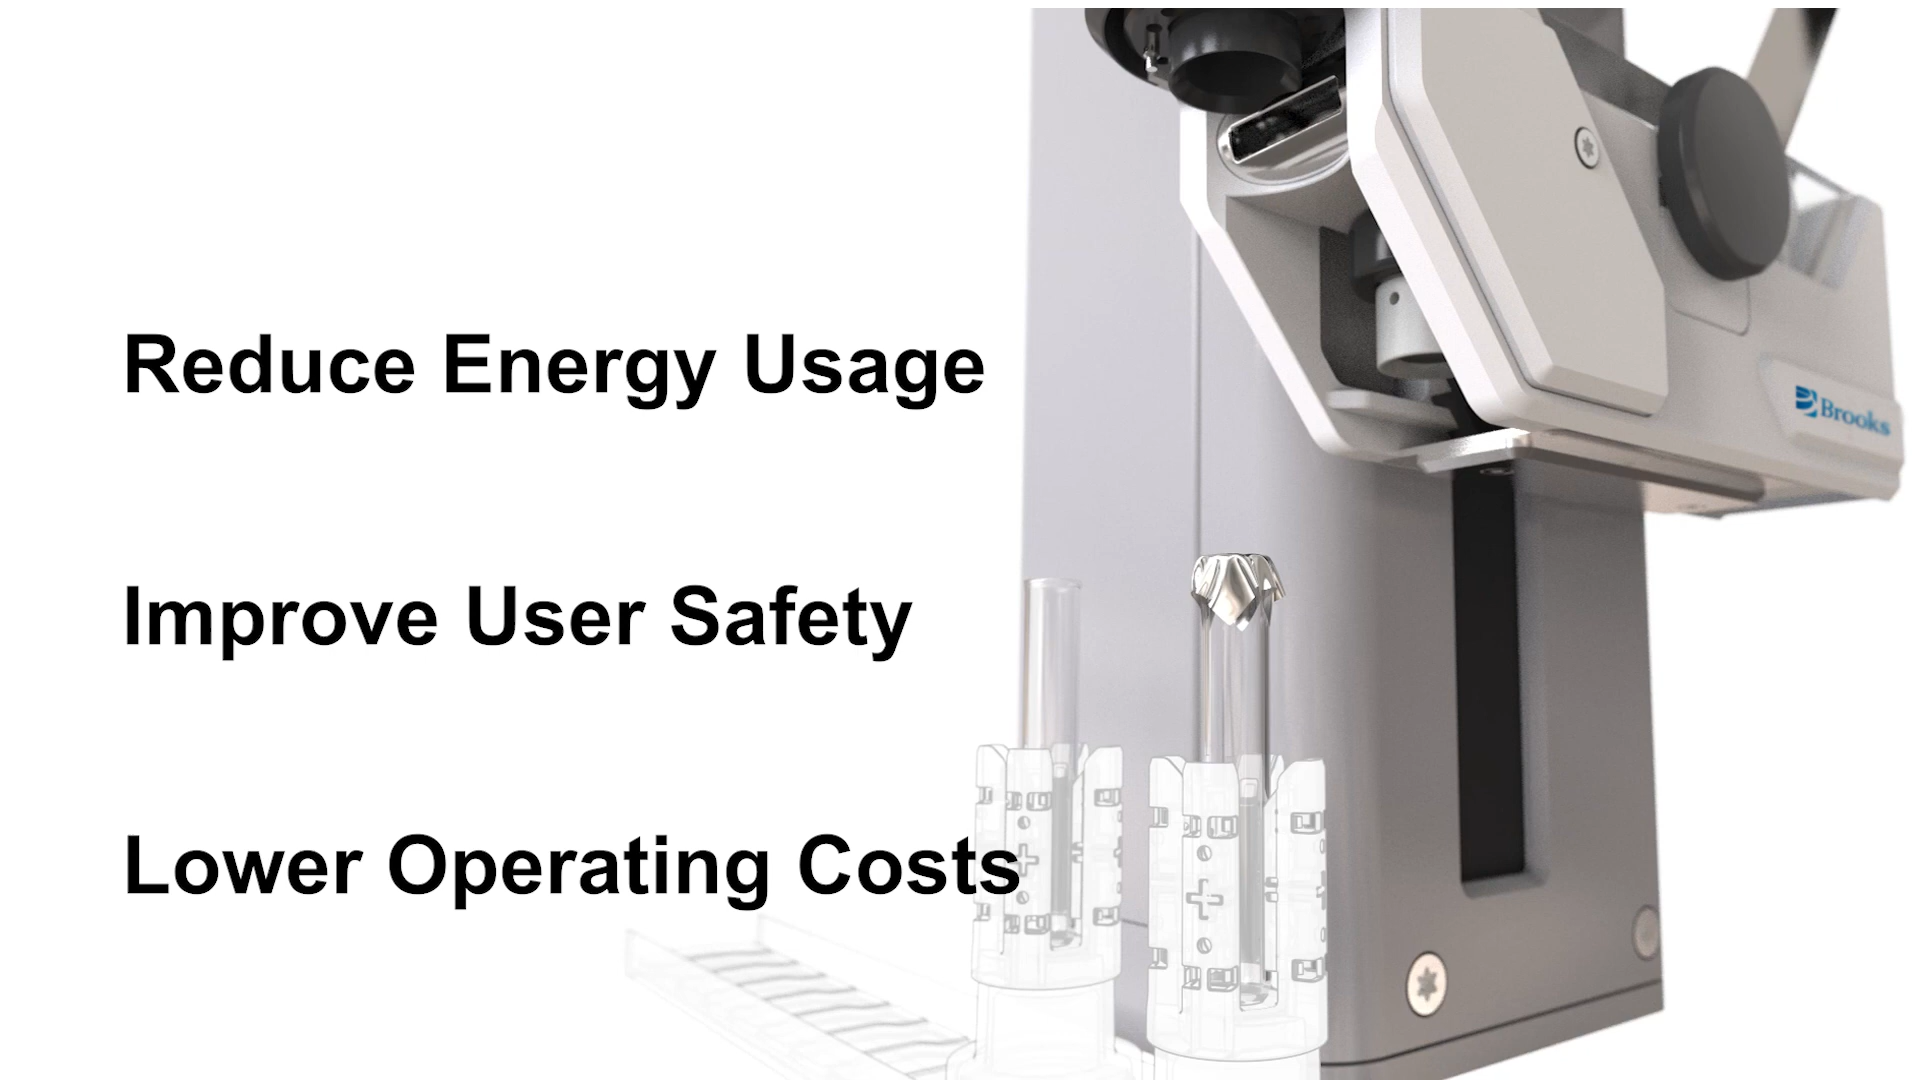 Reduce Energy Usage
Brooks
Improve User Safety
Lower Operating Costs